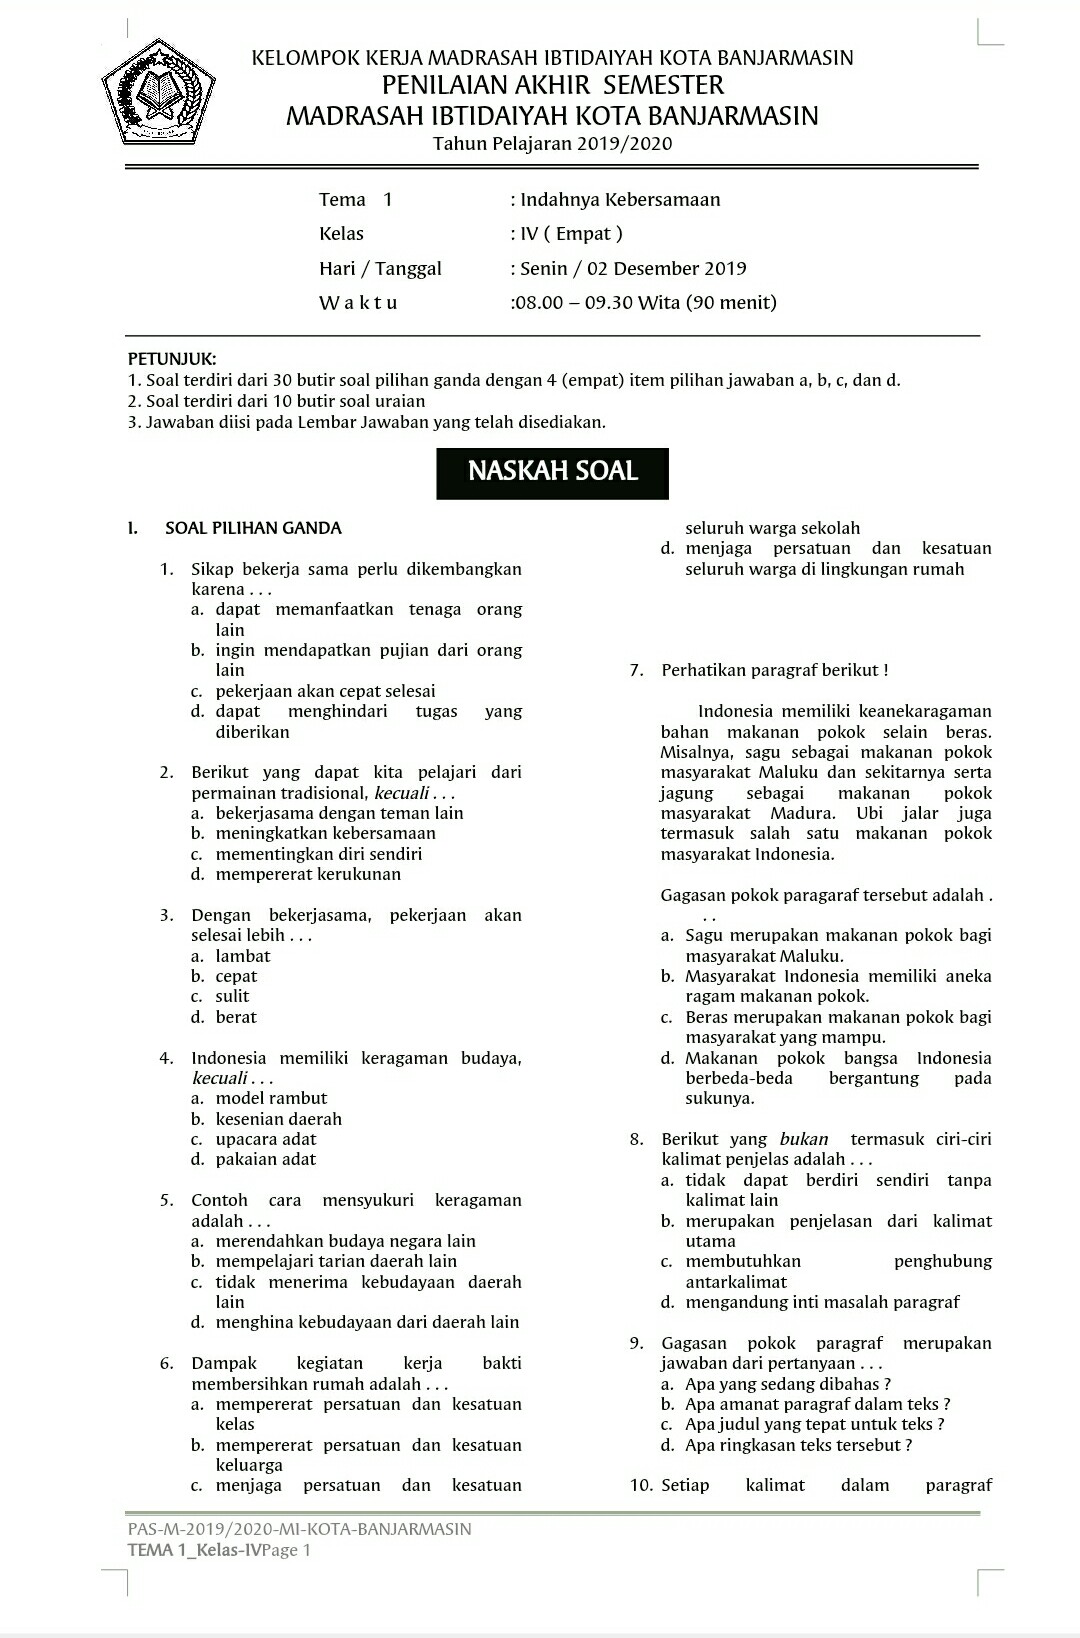 KELOMPOK KERJA MADRASAH IBTIDAIYAH KOTA BANJARMASIN
PENILAIAN AKHIR SEMESTER
MADRASAH IBTIDAIYAH KOTA BANJARMASIN
Tahun Pelajaran 2019/2020
Tema 1 : Indahnya Kebersamaan
Kelas : IV ( Empat )
Hari / Tanggal : Senin / 02 Desember 2019
W a k t u :08.00 – 09.30 Wita (90 menit)
PETUNJUK:
1. Soal terdiri dari 30 butir soal pilihan ganda dengan 4 (empat) item pilihan jawaban a, b, c, dan d.
2. Soal terdiri dari 10 butir soal uraian
3. Jawaban diisi pada Lembar Jawaban yang telah disediakan.
NASKAH SOAL
I. SOAL PILIHAN GANDA
1. Sikap bekerja sama perlu dikembangkan
karena . . .
a. dapat memanfaatkan tenaga orang
lain
b. ingin mendapatkan pujian dari orang
lain
c. pekerjaan akan cepat selesai
d. dapat menghindari tugas yang
diberikan
2. Berikut yang dapat kita pelajari dari
permainan tradisional, kecuali . . .
a. bekerjasama dengan teman lain
b. meningkatkan kebersamaan
c. mementingkan diri sendiri
d. mempererat kerukunan
3. Dengan bekerjasama, pekerjaan akan
selesai lebih . . .
a. lambat
b. cepat
c. sulit
d. berat
4. Indonesia memiliki keragaman budaya,
kecuali . . .
a. model rambut
b. kesenian daerah
c. upacara adat
d. pakaian adat
5. Contoh cara mensyukuri keragaman
adalah . . .
a. merendahkan budaya negara lain
b. mempelajari tarian daerah lain
c. tidak menerima kebudayaan daerah
lain
d. menghina kebudayaan dari daerah lain
6. Dampak kegiatan kerja bakti
membersihkan rumah adalah . . .
a. mempererat persatuan dan kesatuan
kelas
b. mempererat persatuan dan kesatuan
keluarga
c. menjaga persatuan dan kesatuan
seluruh warga sekolah
d. menjaga persatuan dan kesatuan
seluruh warga di lingkungan rumah
7. Perhatikan paragraf berikut !
Indonesia memiliki keanekaragaman
bahan makanan pokok selain beras.
Misalnya, sagu sebagai makanan pokok
masyarakat Maluku dan sekitarnya serta
jagung sebagai makanan pokok
masyarakat Madura. Ubi jalar juga
termasuk salah satu makanan pokok
masyarakat Indonesia.
Gagasan pokok paragaraf tersebut adalah .
. .
a. Sagu merupakan makanan pokok bagi
masyarakat Maluku.
b. Masyarakat Indonesia memiliki aneka
ragam makanan pokok.
c. Beras merupakan makanan pokok bagi
masyarakat yang mampu.
d. Makanan pokok bangsa Indonesia
berbeda-beda bergantung pada
sukunya.
8. Berikut yang bukan termasuk ciri-ciri
kalimat penjelas adalah . . .
a. tidak dapat berdiri sendiri tanpa
kalimat lain
b. merupakan penjelasan dari kalimat
utama
c. membutuhkan penghubung
antarkalimat
d. mengandung inti masalah paragraf
9. Gagasan pokok paragraf merupakan
jawaban dari pertanyaan . . .
a. Apa yang sedang dibahas ?
b. Apa amanat paragraf dalam teks ?
c. Apa judul yang tepat untuk teks ?
d. Apa ringkasan teks tersebut ?
10. Setiap kalimat dalam paragraf
PAS-M-2019/2020-MI-KOTA-BANJARMASIN
TEMA 1_Kelas-IVPage 1